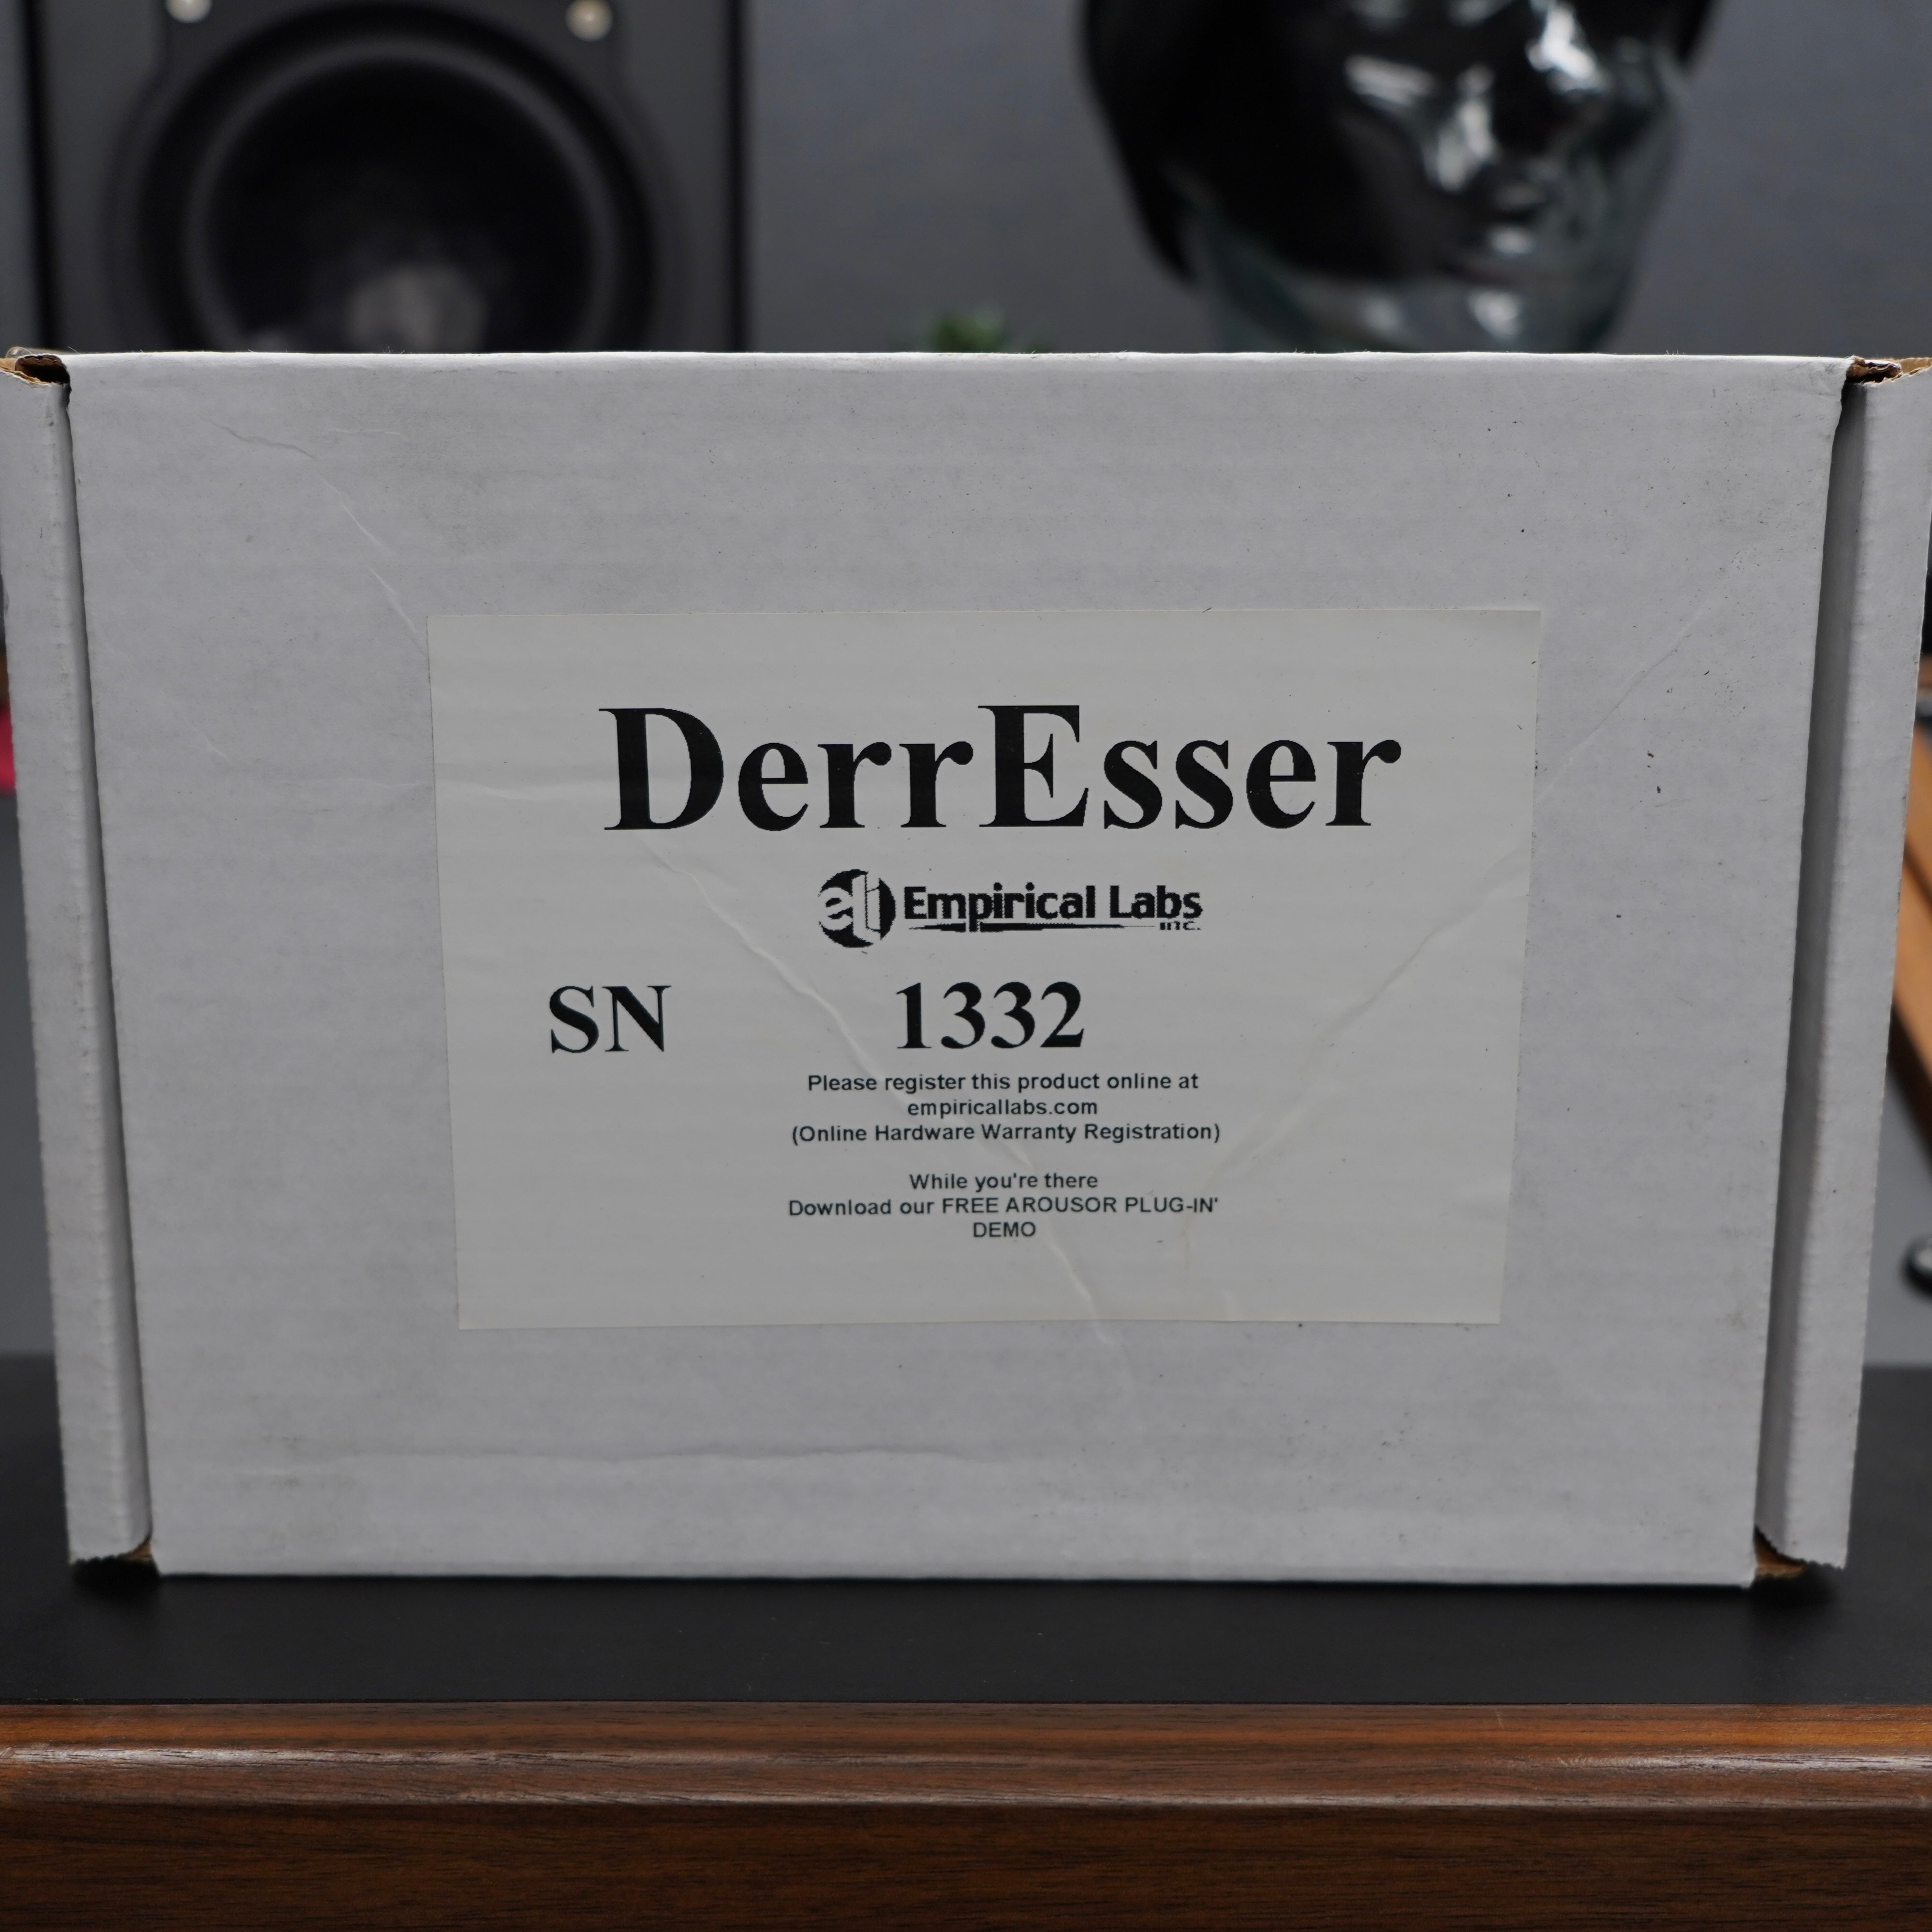 DerrEsser
eli Empirical Labs
inc.
SN 1332
Please register this product online at
empiricallabs.com
(Online Hardware Warranty Registration)
While you're there
Download our FREE AROUSOR PLUG-IN'
DEMO